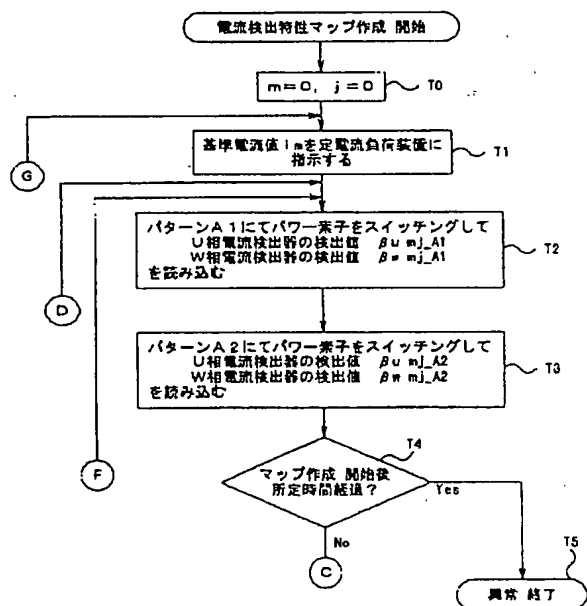 電流検出特性マップ作成 開始
m=0, j=0
T0
基準電流値imを定電流負荷装置に
指示する
T1
G
パターンA1にてパワー素子をスイッチングして
U相電流検出器の検出値 βu mj_A1
W相電流検出器の検出値 βw mj_A1
を読み込む
T2
D
パターンA2にてパワー素子をスイッチングして
U相電流検出器の検出値 βu mj_A2
W相電流検出器の検出値 βw mj_A2
を読み込む
T3
F
T4
マップ作成 開始後
所定時間経過?
Yes
No
C
T5
異常 終了